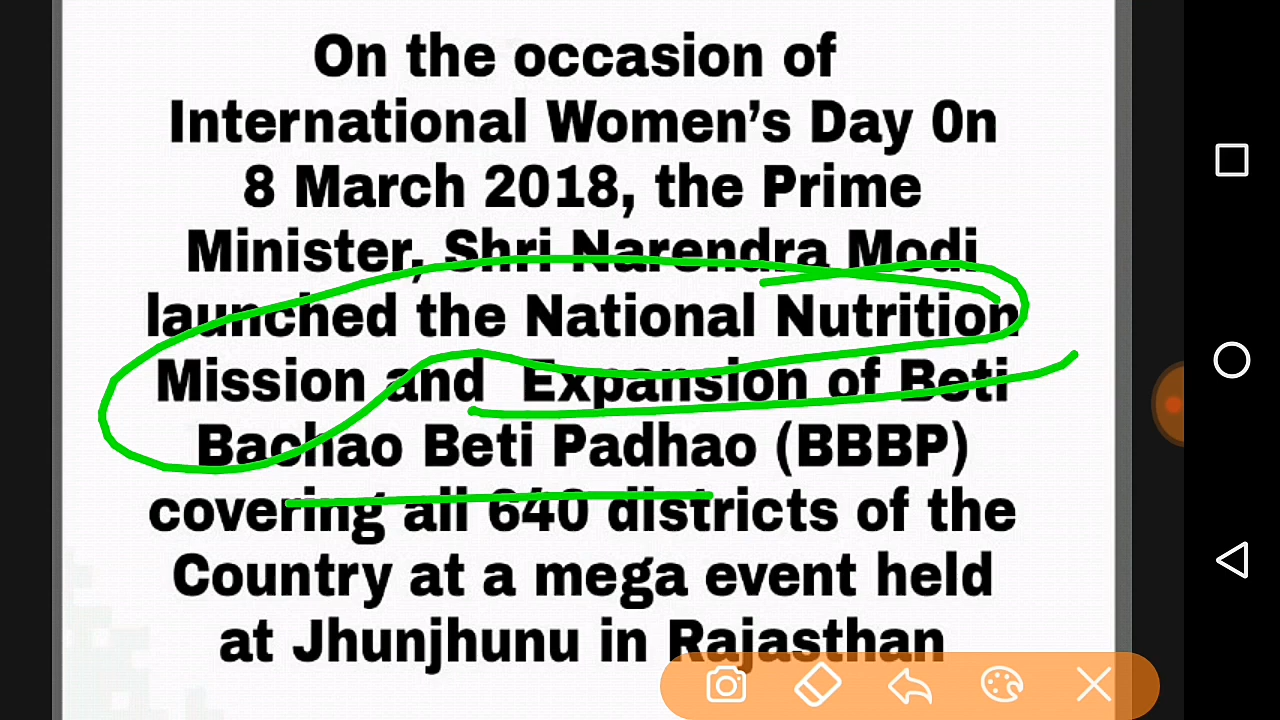 On the occasion of
International Women's Day 0n
8 March 2018, the Prime
Minister, Shri Narendra Modi
launched the National Nutrition
Mission and Expansion of Beti
Bachao Beti Padhao (BBBP)
covering all 640 districts of the
Country at a mega event held
at Jhunjhunu in Rajasthan